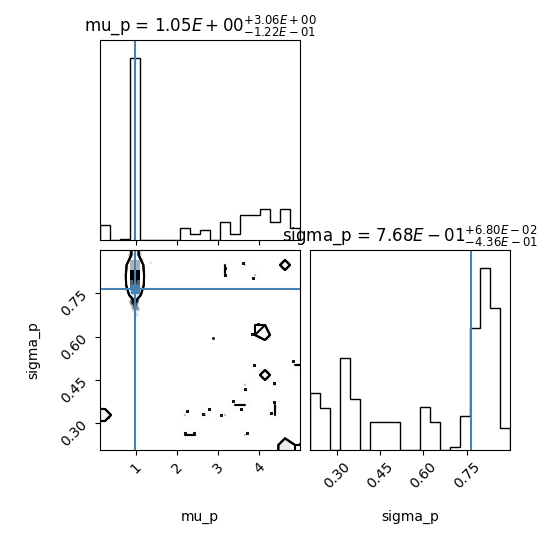 mu_p = 1.05E + 00+3.06E+00−1.22E−01
sigma_p = 7.68E − 01+6.80E−02−4.36E−01
sigma_p
0.75
0.60
0.45
0.30
1 2 3 4
0.30 0.45 0.60 0.75
mu_p
sigma_p